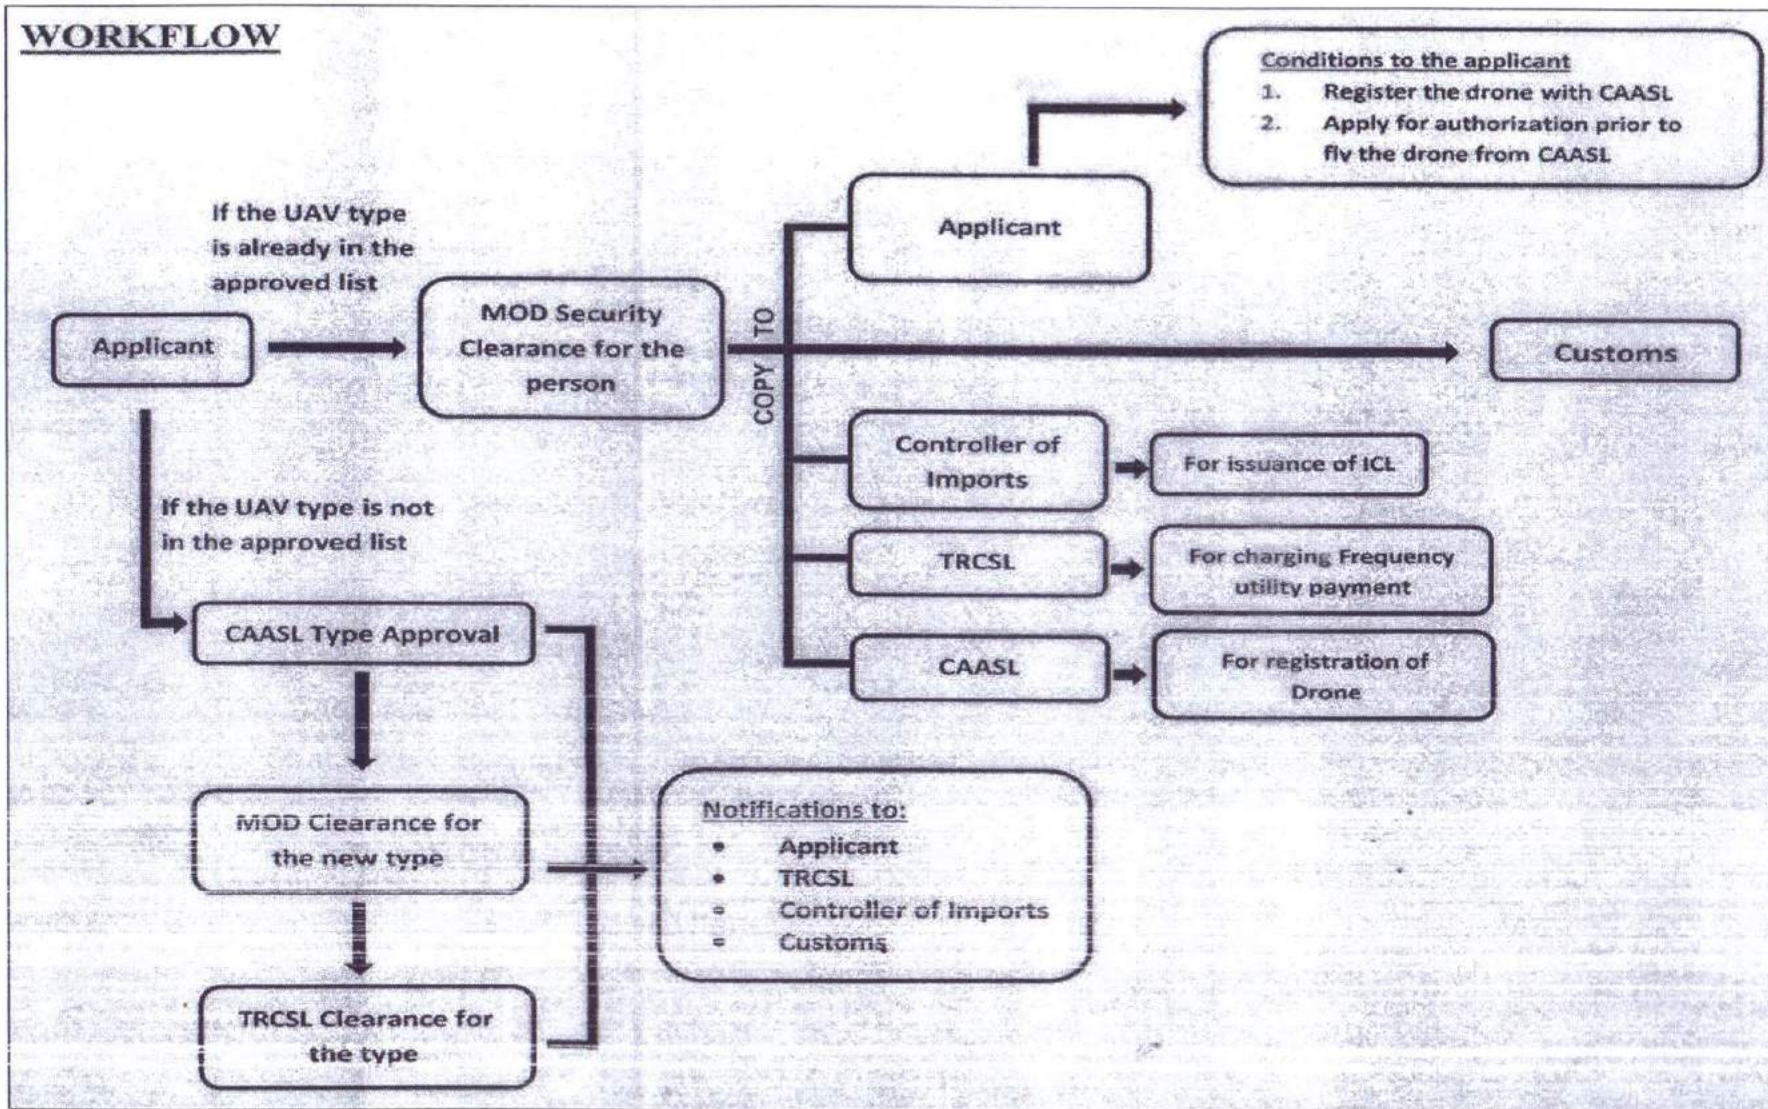 WORKFLOW
Conditions to the applicant
1. Register the drone with CAASL
2. Apply for authorization prior to
fly the drone from CAASL
Applicant
If the UAV type
is already in the
approved list
Applicant
MOD Security
Clearance for the
person
COPY TO
Customs
Controller of
Imports
For issuance of ICL
If the UAV type is not
in the approved list
TRCSL
For charging Frequency
utility payment
CAASL Type Approval
CAASL
For registration of
Drone
MOD Clearance for
the new type
Notifications to:
• Applicant
• TRCSL
• Controller of Imports
• Customs
TRCSL Clearance for
the type